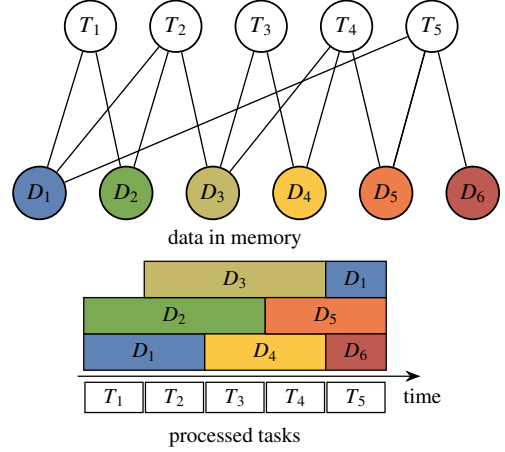 T1 T2 T3 T4 T5
D1 D2 D3 D4 D5 D6
data in memory
D3 D1
D2 D5
D1 D4 D6
T1 T2 T3 T4 T5 time
processed tasks